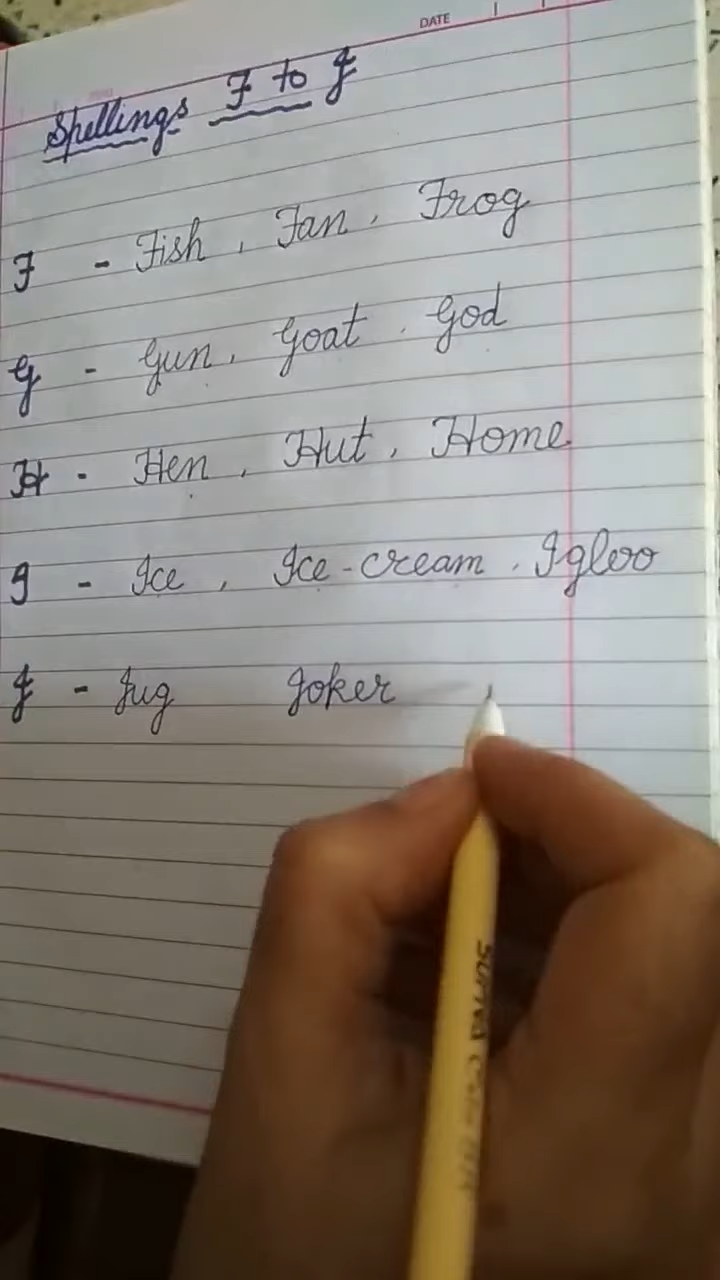 DATE
Spellings F to J
F - Fish, Fan, Frog
G - Gun, Goat, God
H - Hen, Hut, Home
I - Ice, Ice-cream, Igloo
J - Jug Joker